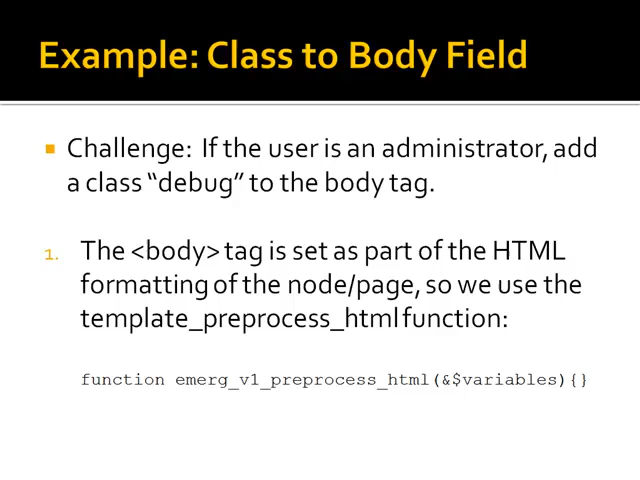 Example: Class to Body Field
Challenge: If the user is an administrator, add
a class “debug” to the body tag.
1. The <body> tag is set as part of the HTML
formatting of the node/page, so we use the
template_preprocess_html function:
function emerg_v1_preprocess_html(&$variables){}